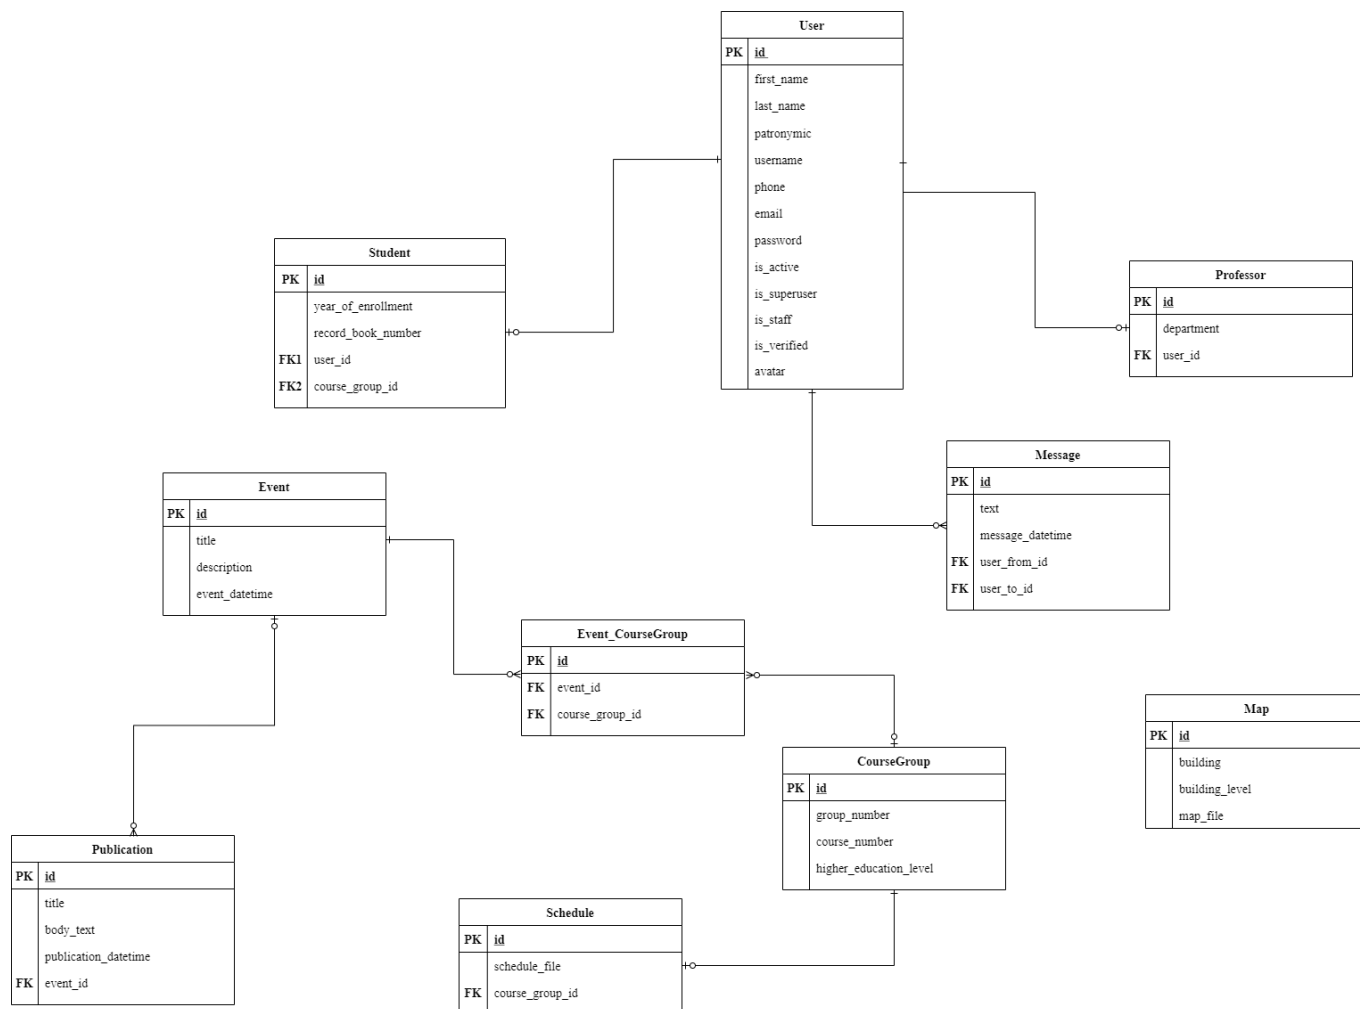 User
PK id
first_name
last_name
patronymic
username
phone
email
password
is_active
is_superuser
is_staff
is_verified
avatar
Student
PK id
year_of_enrollment
record_book_number
FK1 user_id
FK2 course_group_id
Professor
PK id
department
FK user_id
Message
PK id
text
message_datetime
FK user_from_id
FK user_to_id
Event
PK id
title
description
event_datetime
Event_CourseGroup
PK id
FK event_id
FK course_group_id
Map
PK id
building
building_level
map_file
CourseGroup
PK id
group_number
course_number
higher_education_level
Publication
PK id
title
body_text
publication_datetime
FK event_id
Schedule
PK id
schedule_file
FK course_group_id